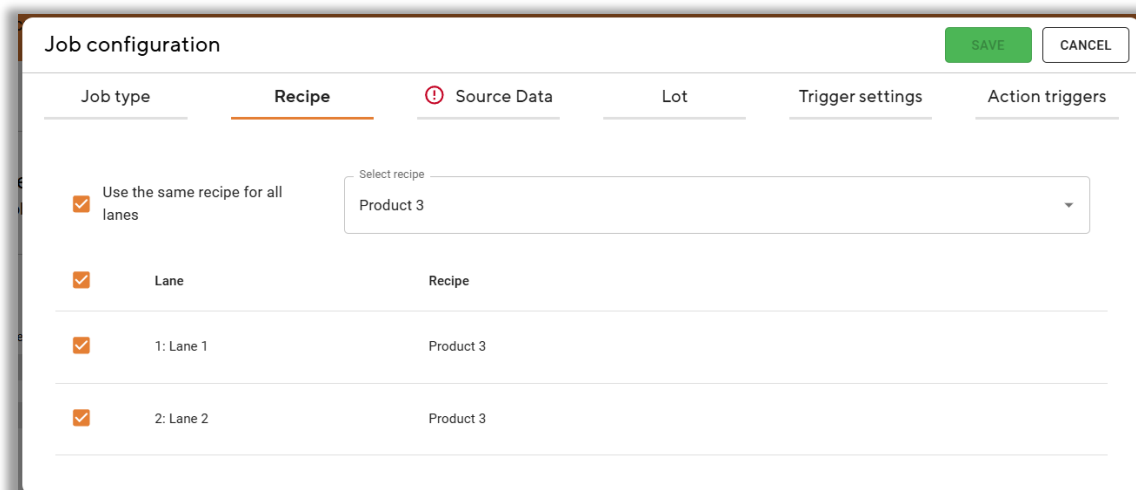 Job configuration
SAVE
CANCEL
Job type
Recipe
Source Data
Lot
Trigger settings
Action triggers
Use the same recipe for all
lanes
Select recipe
Product 3
Lane
Recipe
1: Lane 1
Product 3
2: Lane 2
Product 3